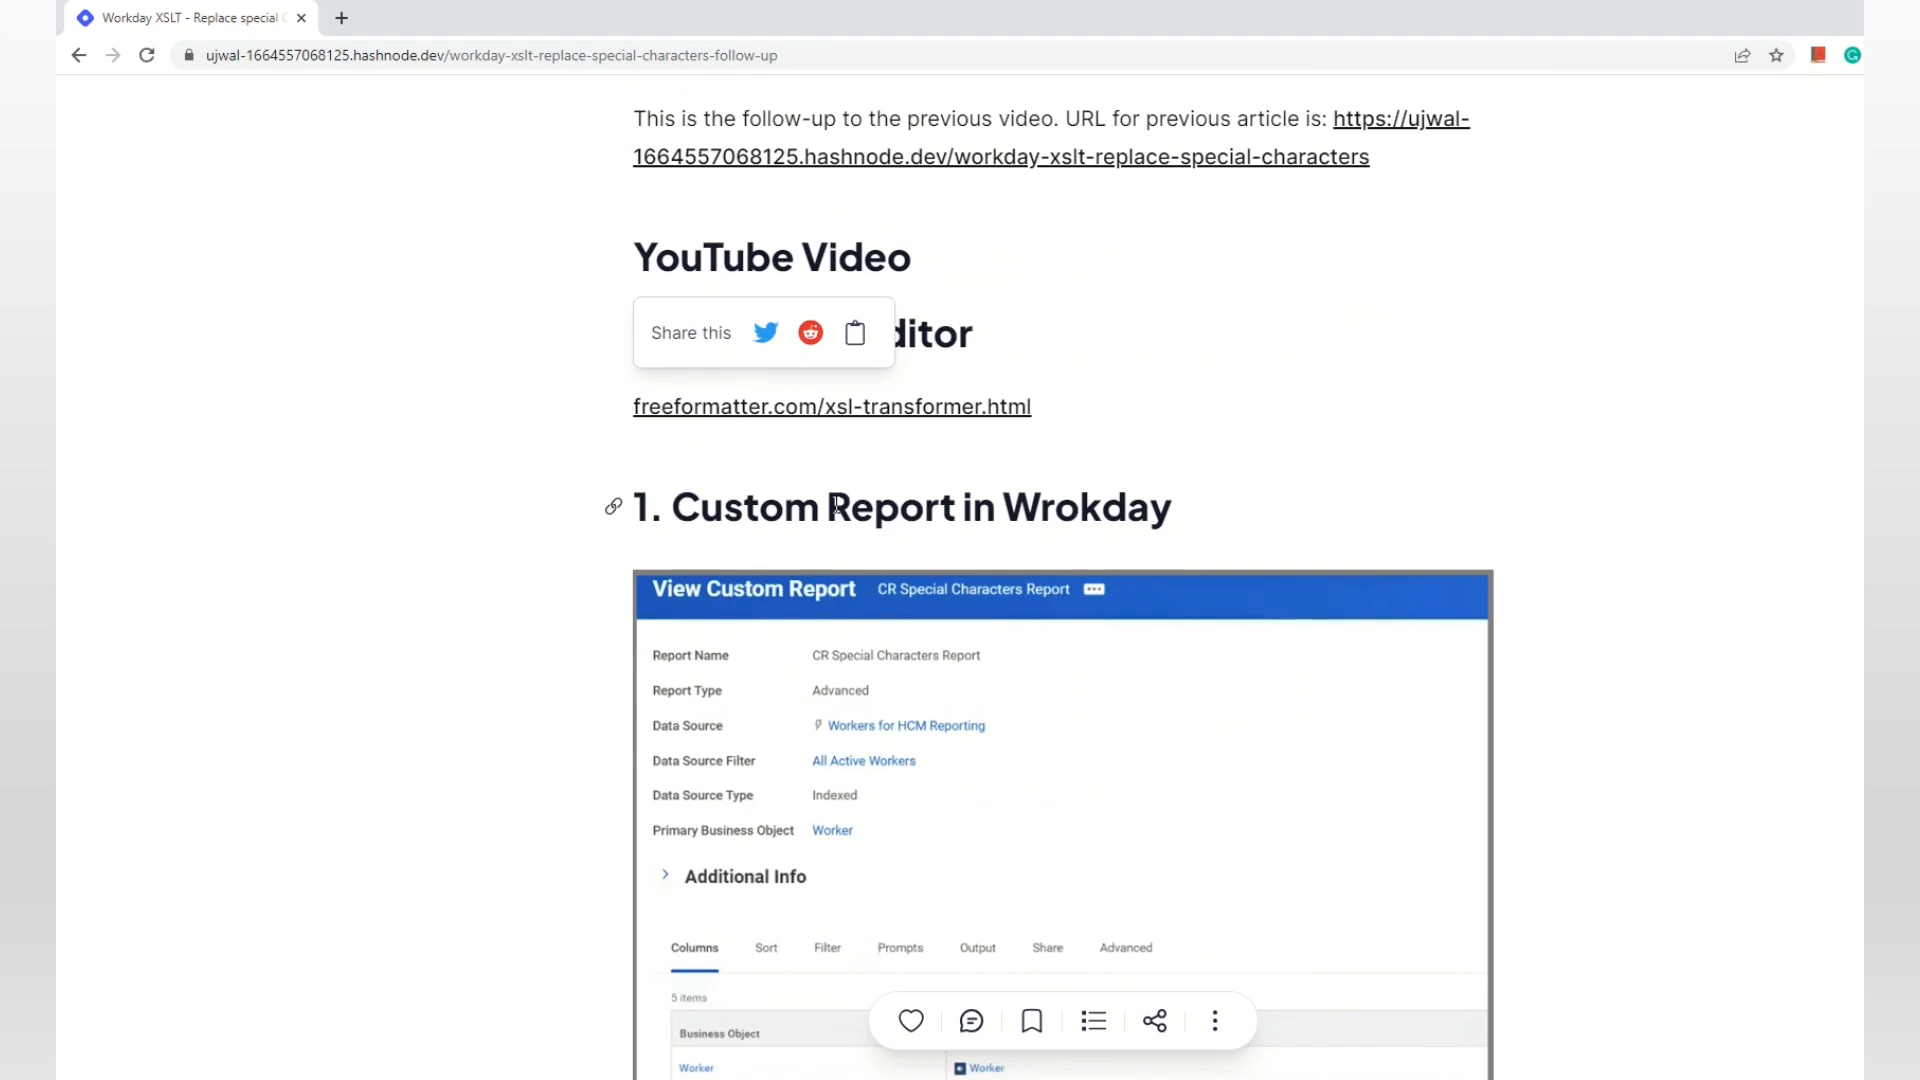 Workday XSLT - Replace special
ujwal-1664557068125.hashnode.dev/workday-xslt-replace-special-characters-follow-up
This is the follow-up to the previous video. URL for previous article is: https://ujwal-
1664557068125.hashnode.dev/workday-xslt-replace-special-characters
YouTube Video
Share this
ditor
freeformatter.com/xsl-transformer.html
1. Custom Report in Wrokday
View Custom Report CR Special Characters Report
Report Name CR Special Characters Report
Report Type Advanced
Data Source Workers for HCM Reporting
Data Source Filter All Active Workers
Data Source Type Indexed
Primary Business Object Worker
Additional Info
Columns Sort Filter Prompts Output Share Advanced
5 items
Business Object
Worker Worker